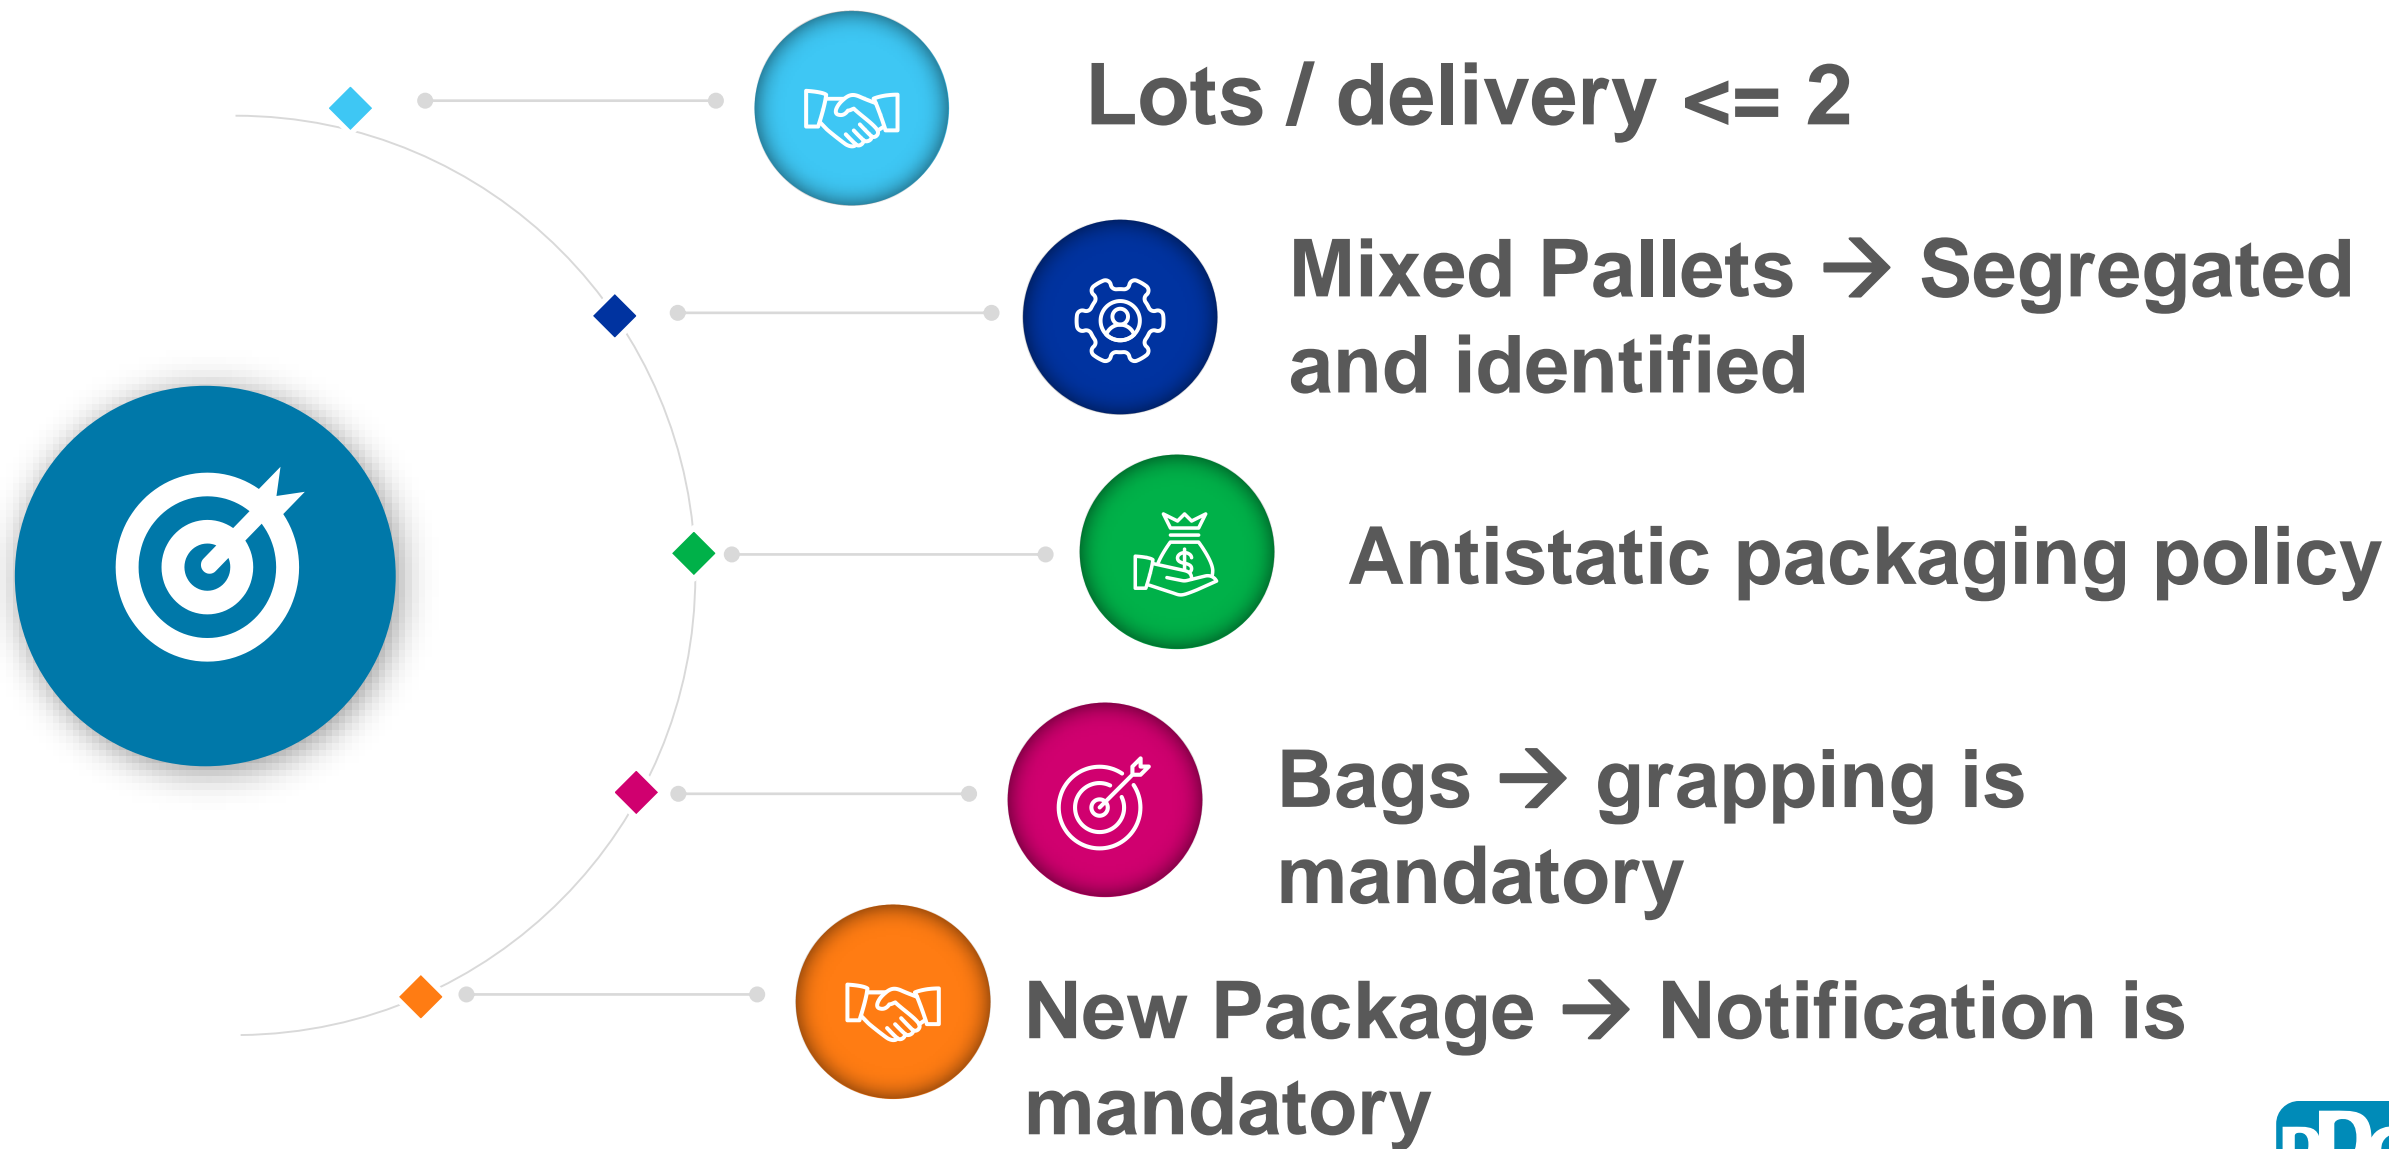 Lots / delivery <= 2
Mixed Pallets → Segregated
and identified
Antistatic packaging policy
Bags → grapping is
mandatory
New Package → Notification is
mandatory